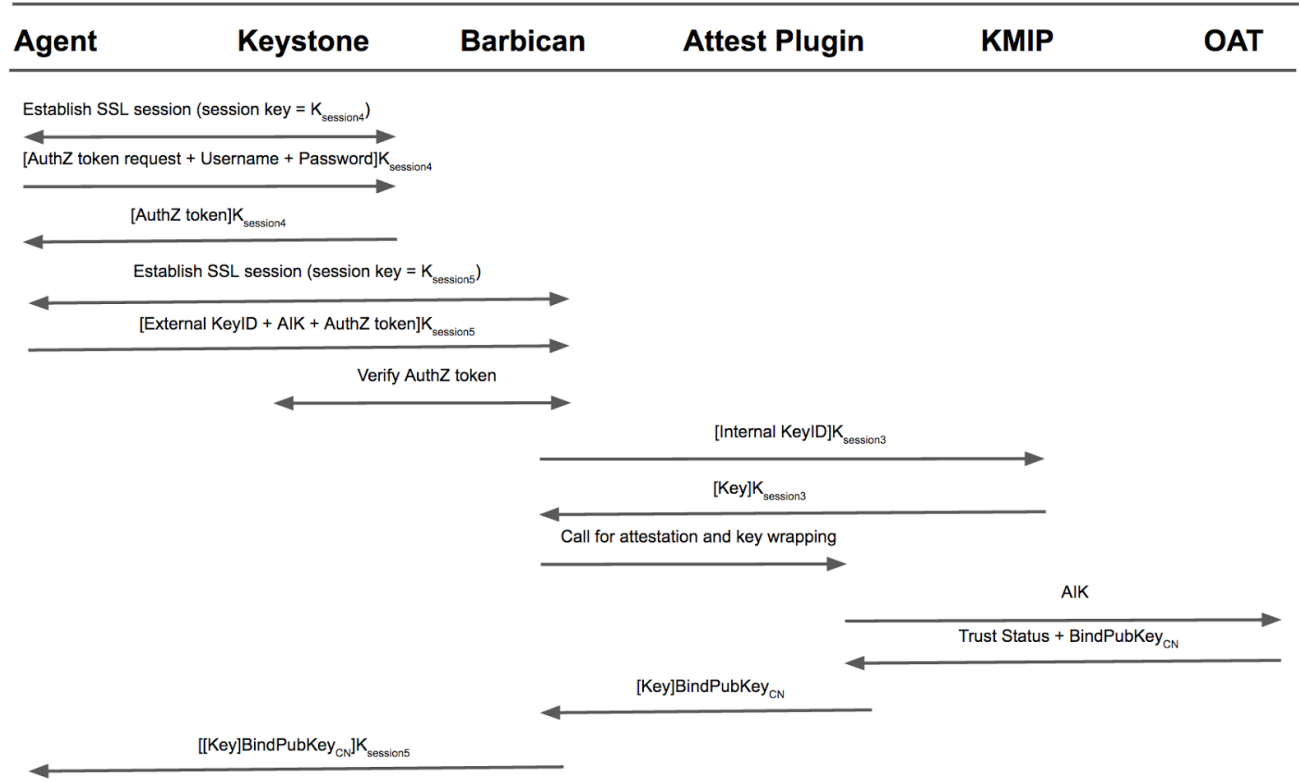 Agent Keystone Barbican Attest Plugin KMIP OAT
Establish SSL session (session key = Ksession4)
[AuthZ token request + Username + Password]Ksession4
[AuthZ token]Ksession4
Establish SSL session (session key = Ksession5)
[External KeyID + AIK + AuthZ token]Ksession5
Verify AuthZ token
[Internal KeyID]Ksession3
[Key]Ksession3
Call for attestation and key wrapping
AIK
Trust Status + BindPubKeyCN
[Key]BindPubKeyCN
[[Key]BindPubKeyCN]Ksession5